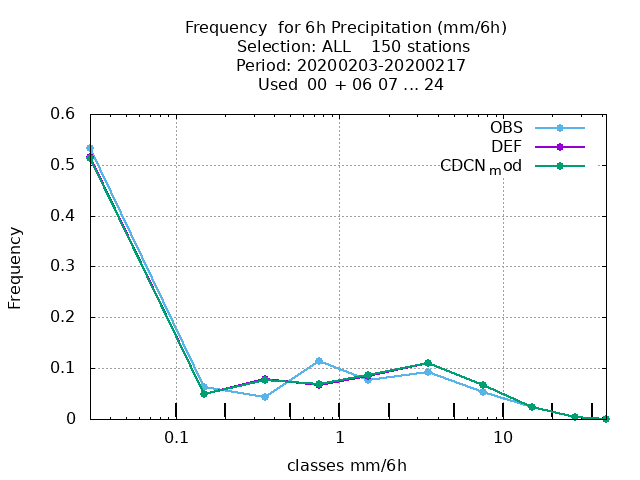 Frequency  for 6h Precipitation (mm/6h)
Selection: ALL    150 stations
Period: 20200203-20200217
Used  00  + 06 07 ... 24
OBS
DEF
CDCN_mod
Frequency
0.6
0.5
0.4
0.3
0.2
0.1
0
0.1
1
10
classes mm/6h